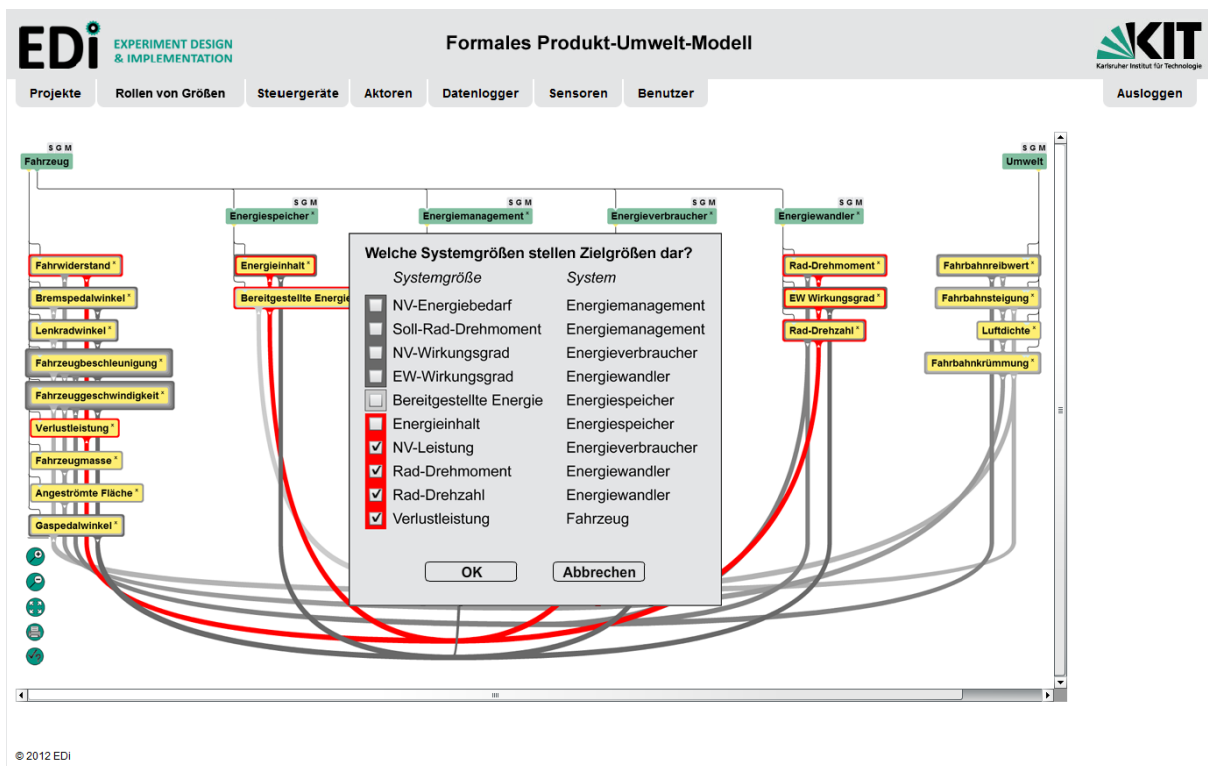 EDi EXPERIMENT DESIGN
& IMPLEMENTATION
Formales Produkt-Umwelt-Modell
KIT
Karlsruher Institut für Technologie
Projekte Rollen von Größen Steuergeräte Aktoren Datenlogger Sensoren Benutzer Ausloggen
S G M S G M
Fahrzeug Umwelt
S G M S G M S G M S G M
Energiespeicher x Energiemanagement x Energieverbraucher x Energiewandler x
Fahrwiderstand x
Bremspedalwinkel x
Lenkradwinkel x
Fahrzeugbeschleunigung x
Fahrzeuggeschwindigkeit x
Verlustleistung x
Fahrzeugmasse x
Angeströmte Fläche x
Gaspedalwinkel x
Energieinhalt x
Bereitgestellte Energie
Welche Systemgrößen stellen Zielgrößen dar?
Systemgröße System
NV-Energiebedarf Energiemanagement
Soll-Rad-Drehmoment Energiemanagement
NV-Wirkungsgrad Energieverbraucher
EW-Wirkungsgrad Energiewandler
Bereitgestellte Energie Energiespeicher
Energieinhalt Energiespeicher
NV-Leistung Energieverbraucher
Rad-Drehmoment Energiewandler
Rad-Drehzahl Energiewandler
Verlustleistung Fahrzeug
OK Abbrechen
Rad-Drehmoment x
EW Wirkungsgrad x
Rad-Drehzahl x
Fahrbahnreibwert x
Fahrbahnsteigung x
Luftdichte x
Fahrbahnkrümmung x
© 2012 EDi